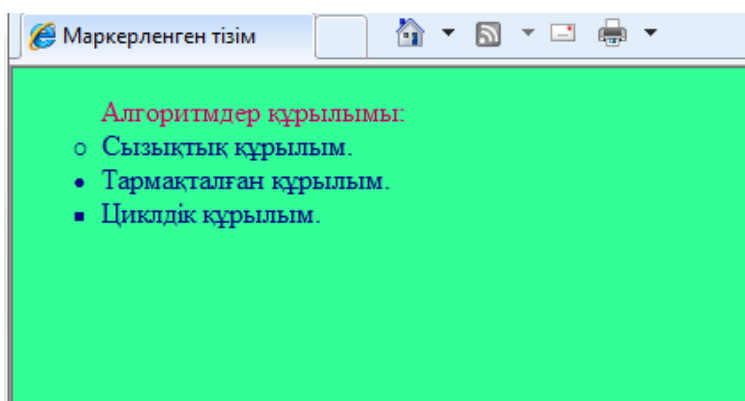 Маркерленген тізім
Алгоритмдер құрылымы:
Сызықтық құрылым.
Тармақталған құрылым.
Циклдік құрылым.